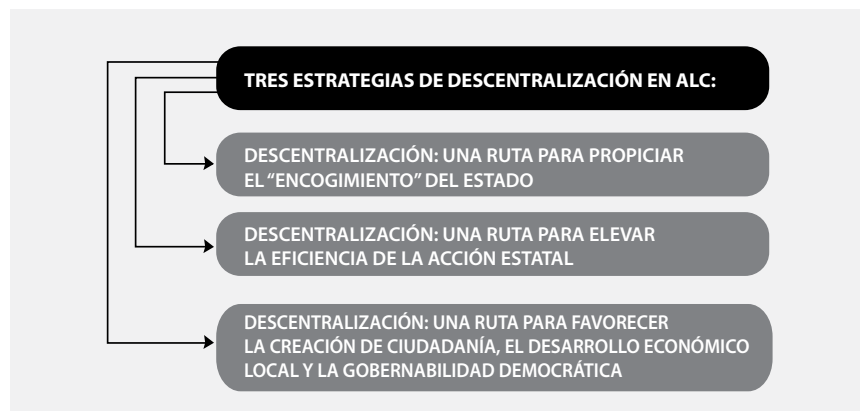 TRES ESTRATEGIAS DE DESCENTRALIZACIÓN EN ALC:
DESCENTRALIZACIÓN: UNA RUTA PARA PROPICIAR
EL “ENCOGIMIENTO” DEL ESTADO
DESCENTRALIZACIÓN: UNA RUTA PARA ELEVAR
LA EFICIENCIA DE LA ACCIÓN ESTATAL
DESCENTRALIZACIÓN: UNA RUTA PARA FAVORECER
LA CREACIÓN DE CIUDADANÍA, EL DESARROLLO ECONÓMICO
LOCAL Y LA GOBERNABILIDAD DEMOCRÁTICA